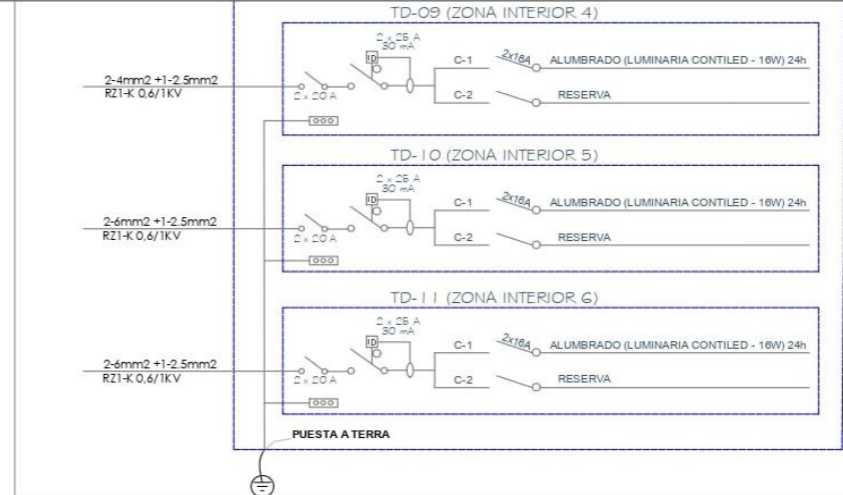 TD-09 (ZONA INTERIOR 4)
2 x 25 A
30 mA
ID
C-1
2x16A
ALUMBRADO (LUMINARIA CONTILED - 16W) 24h
2-4mm2 +1-2.5mm2
RZ1-K 0,6/1KV
2 x 20 A
C-2
RESERVA
TD-10 (ZONA INTERIOR 5)
2 x 25 A
30 mA
ID
C-1
2x16A
ALUMBRADO (LUMINARIA CONTILED - 16W) 24h
2-6mm2 +1-2.5mm2
RZ1-K 0,6/1KV
2 x 20 A
C-2
RESERVA
TD-11 (ZONA INTERIOR 6)
2 x 25 A
30 mA
ID
C-1
2x16A
ALUMBRADO (LUMINARIA CONTILED - 16W) 24h
2-6mm2 +1-2.5mm2
RZ1-K 0,6/1KV
2 x 20 A
C-2
RESERVA
PUESTA A TERRA